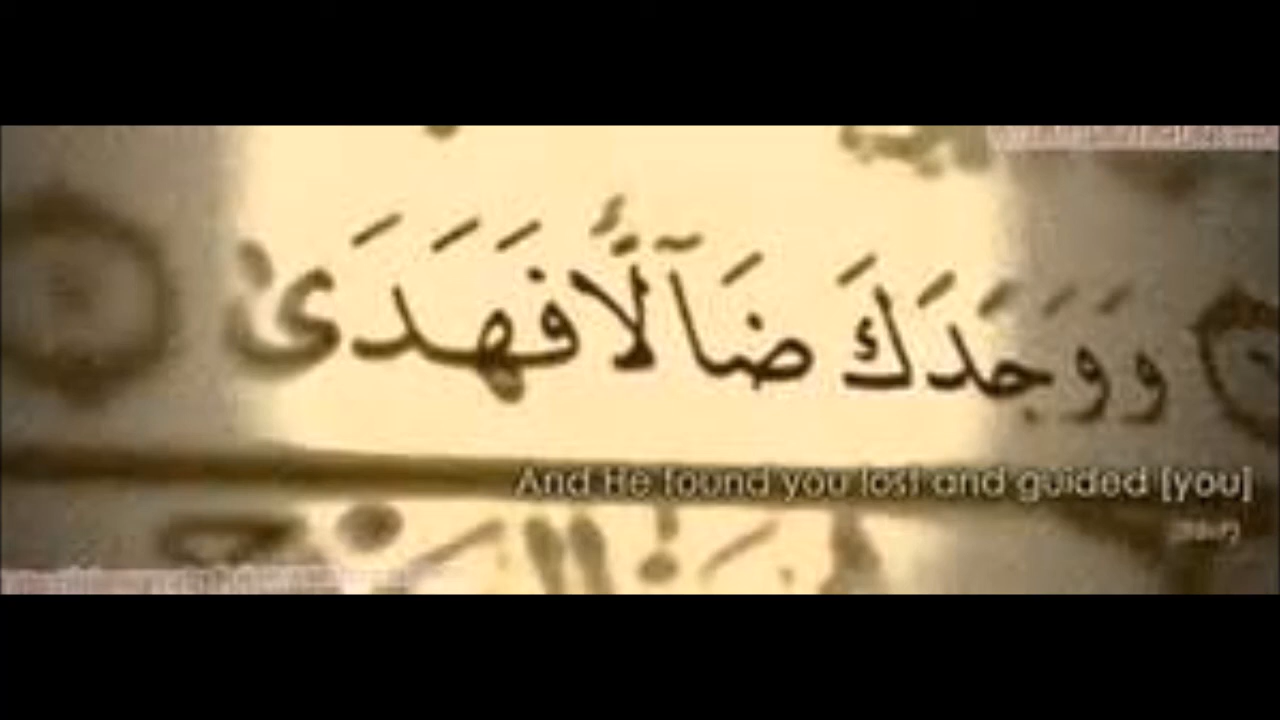 وَوَجَدَكَ ضَآلًّا فَهَدَىٰ
And He found you lost and guided [you]